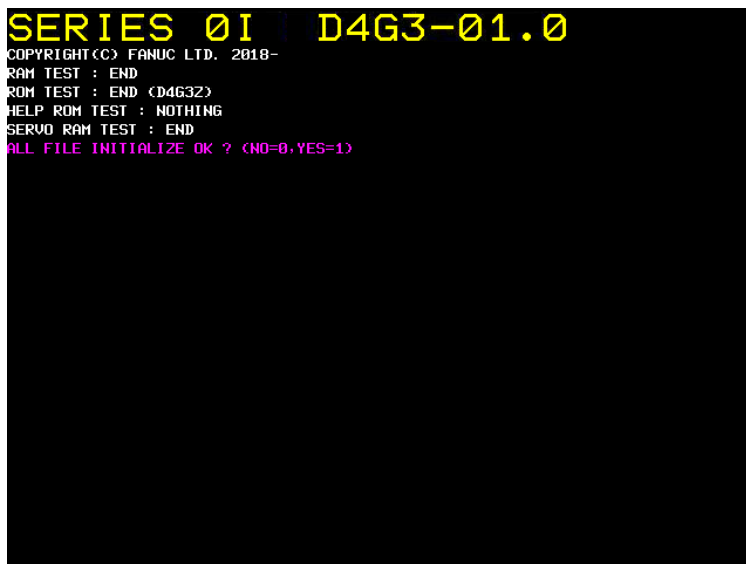 SERIES 0I D4G3-01.0
COPYRIGHT(C) FANUC LTD. 2018-
RAM TEST : END
ROM TEST : END (D4G3Z)
HELP ROM TEST : NOTHING
SERVO RAM TEST : END
ALL FILE INITIALIZE OK ? (NO=0,YES=1)